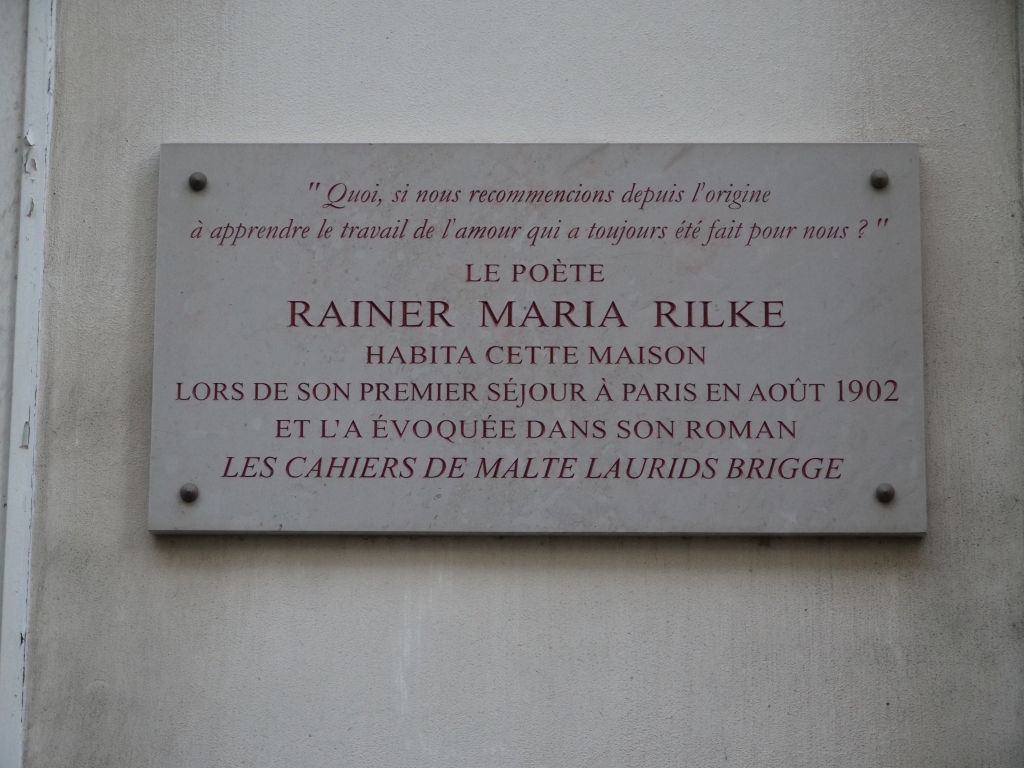 " Quoi, si nous recommencions depuis l'origine
à apprendre le travail de l'amour qui a toujours été fait pour nous ? "
LE POÈTE
RAINER MARIA RILKE
HABITA CETTE MAISON
LORS DE SON PREMIER SÉJOUR À PARIS EN AOÛT 1902
ET L'A ÉVOQUÉE DANS SON ROMAN
LES CAHIERS DE MALTE LAURIDS BRIGGE